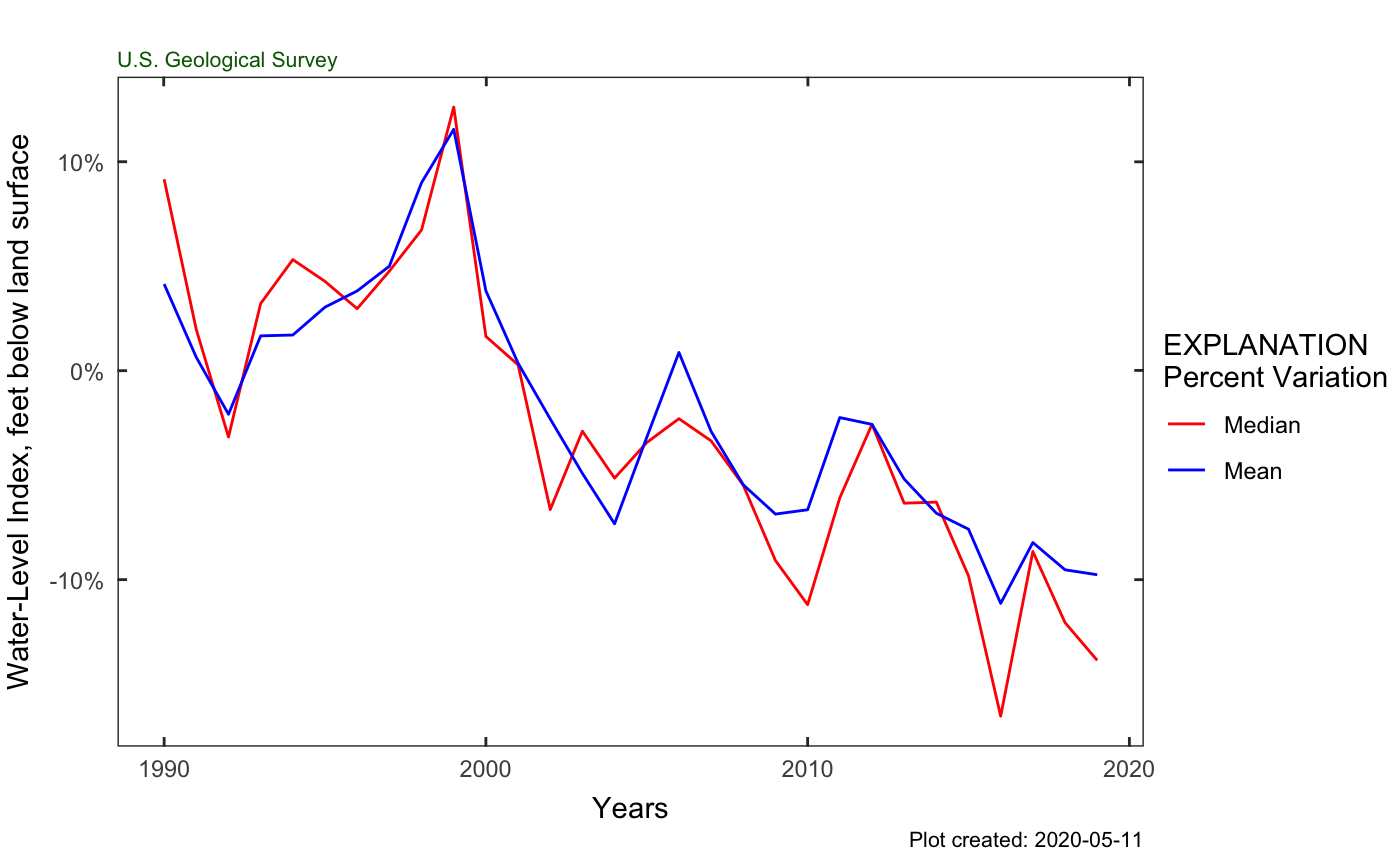 U.S. Geological Survey
Water-Level Index, feet below land surface
10%
0%
-10%
1990 2000 2010 2020
Years
EXPLANATION
Percent Variation
Median
Mean
Plot created: 2020-05-11